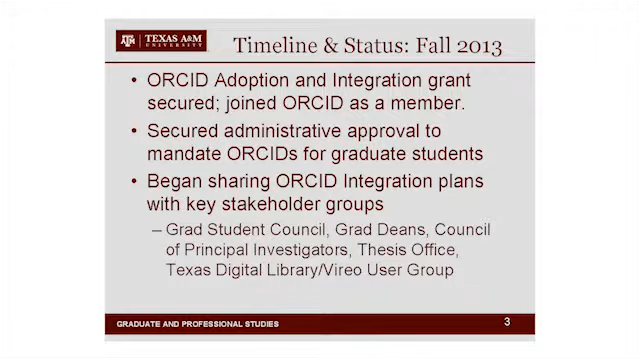 TEXAS A&M
UNIVERSITY
Timeline & Status: Fall 2013
• ORCID Adoption and Integration grant
secured; joined ORCID as a member.
• Secured administrative approval to
mandate ORCIDs for graduate students
• Began sharing ORCID Integration plans
with key stakeholder groups
– Grad Student Council, Grad Deans, Council
of Principal Investigators, Thesis Office,
Texas Digital Library/Vireo User Group
GRADUATE AND PROFESSIONAL STUDIES
3